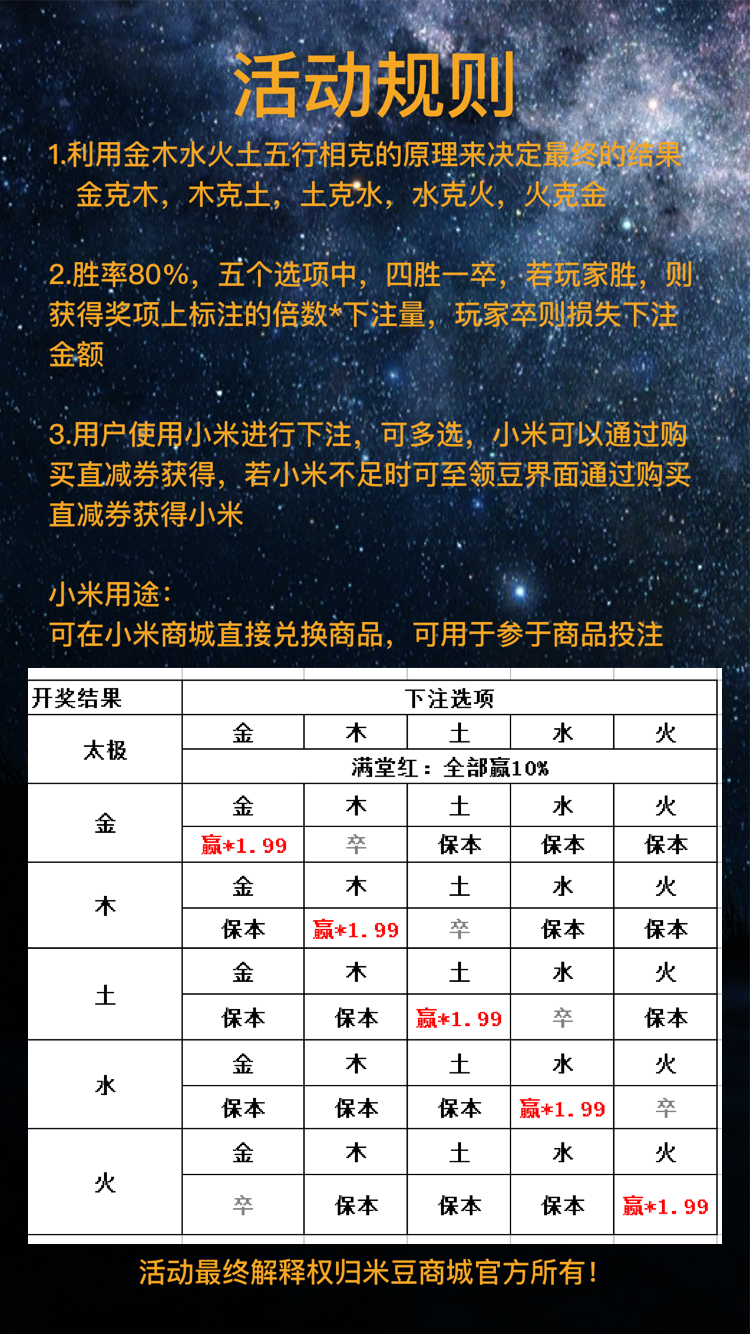 活动规则
1.利用金木水火土五行相克的原理来决定最终的结果
金克木，木克土，土克水，水克火，火克金
2.胜率80%，五个选项中，四胜一卒，若玩家胜，则
获得奖项上标注的倍数*下注量，玩家卒则损失下注
金额
3.用户使用小米进行下注，可多选，小米可以通过购
买直减券获得，若小米不足时可至领豆界面通过购买
直减券获得小米
小米用途：
可在小米商城直接兑换商品，可用于参于商品投注
开奖结果 下注选项
太极 金 木 土 水 火
满堂红：全部赢10%
金 金 木 土 水 火
赢*1.99 卒 保本 保本 保本
木 金 木 土 水 火
保本 赢*1.99 卒 保本 保本
土 金 木 土 水 火
保本 保本 赢*1.99 卒 保本
水 金 木 土 水 火
保本 保本 保本 赢*1.99 卒
火 金 木 土 水 火
卒 保本 保本 保本 赢*1.99
活动最终解释权归米豆商城官方所有！